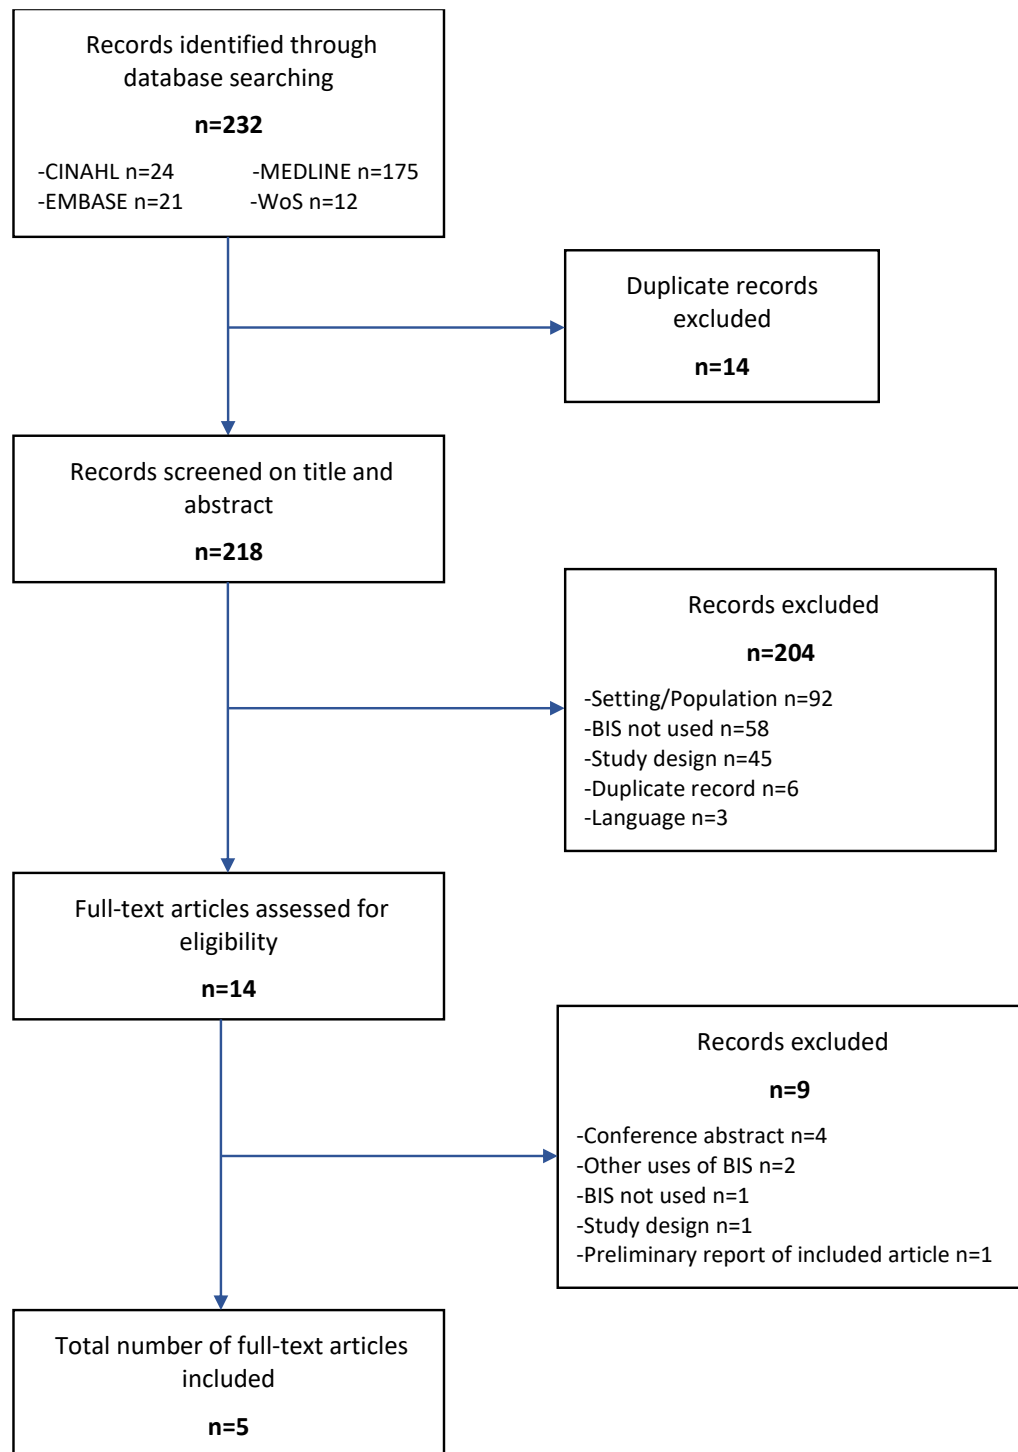 Records identified through
database searching
n=232
-CINAHL n=24 -MEDLINE n=175
-EMBASE n=21 -WoS n=12
Duplicate records
excluded
n=14
Records screened on title and
abstract
n=218
Records excluded
n=204
-Setting/Population n=92
-BIS not used n=58
-Study design n=45
-Duplicate record n=6
-Language n=3
Full-text articles assessed for
eligibility
n=14
Records excluded
n=9
-Conference abstract n=4
-Other uses of BIS n=2
-BIS not used n=1
-Study design n=1
-Preliminary report of included article n=1
Total number of full-text articles
included
n=5